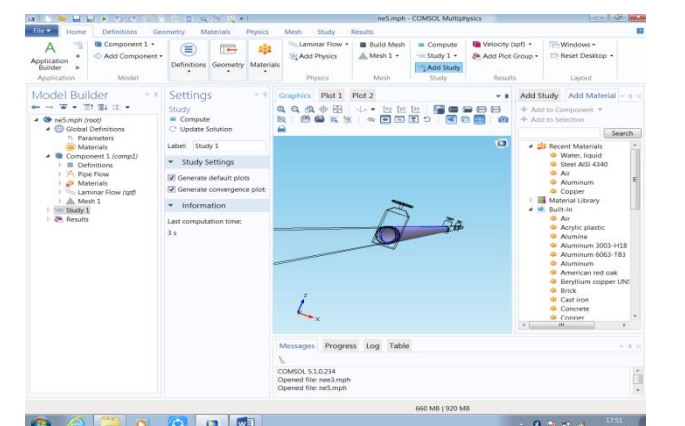 ne5.mph - COMSOL Multiphysics
File Home Definitions Geometry Materials Physics Mesh Study Results
Application Builder
Application
Component 1
Add Component
Model
Definitions
Geometry
Materials
Laminar Flow
Add Physics
Physics
Build Mesh
Mesh 1
Mesh
Compute
Study 1
Add Study
Study
Velocity (spf)
Add Plot Group
Results
Windows
Reset Desktop
Layout
Model Builder
ne5.mph (root)
Global Definitions
Parameters
Materials
Component 1 (comp1)
Definitions
Pipe Flow
Materials
Laminar Flow (spf)
Mesh 1
Study 1
Results
Settings
Study
Compute
Update Solution
Label: Study 1
Study Settings
Generate default plots
Generate convergence plots
Information
Last computation time:
3 s
Graphics Plot 1 Plot 2
z
x
Messages Progress Log Table
COMSOL 5.1.0.234
Opened file: nee3.mph
Opened file: ne5.mph
Add Study Add Material
Add to Component
Add to Selection
Search
Recent Materials
Water, liquid
Steel AISI 4340
Air
Aluminum
Copper
Material Library
Built-In
Air
Acrylic plastic
Alumina
Aluminum 3003-H18
Aluminum 6063-T83
Aluminum
American red oak
Beryllium copper UNS
Brick
Cast iron
Concrete
Copper
660 MB | 920 MB
17:51